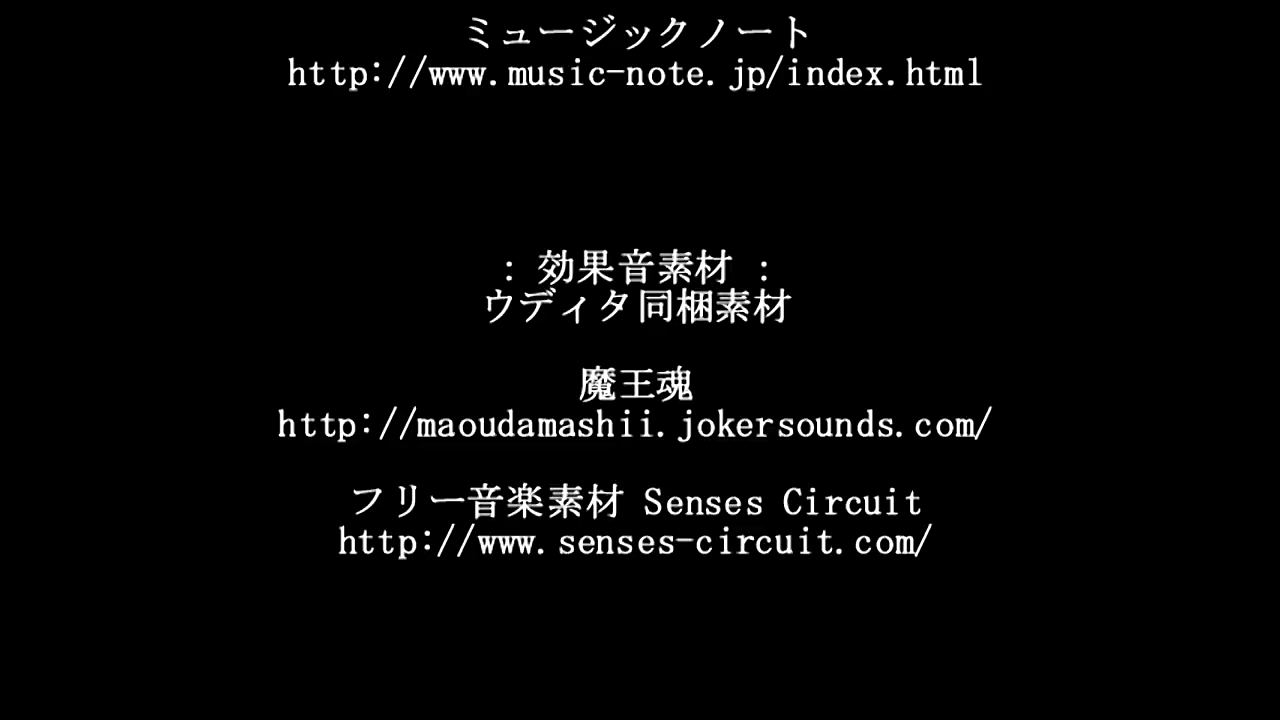 ミュージックノート
http://www.music-note.jp/index.html
: 効果音素材 :
ウディタ同梱素材
魔王魂
http://maoudamashii.jokersounds.com/
フリー音楽素材 Senses Circuit
http://www.senses-circuit.com/